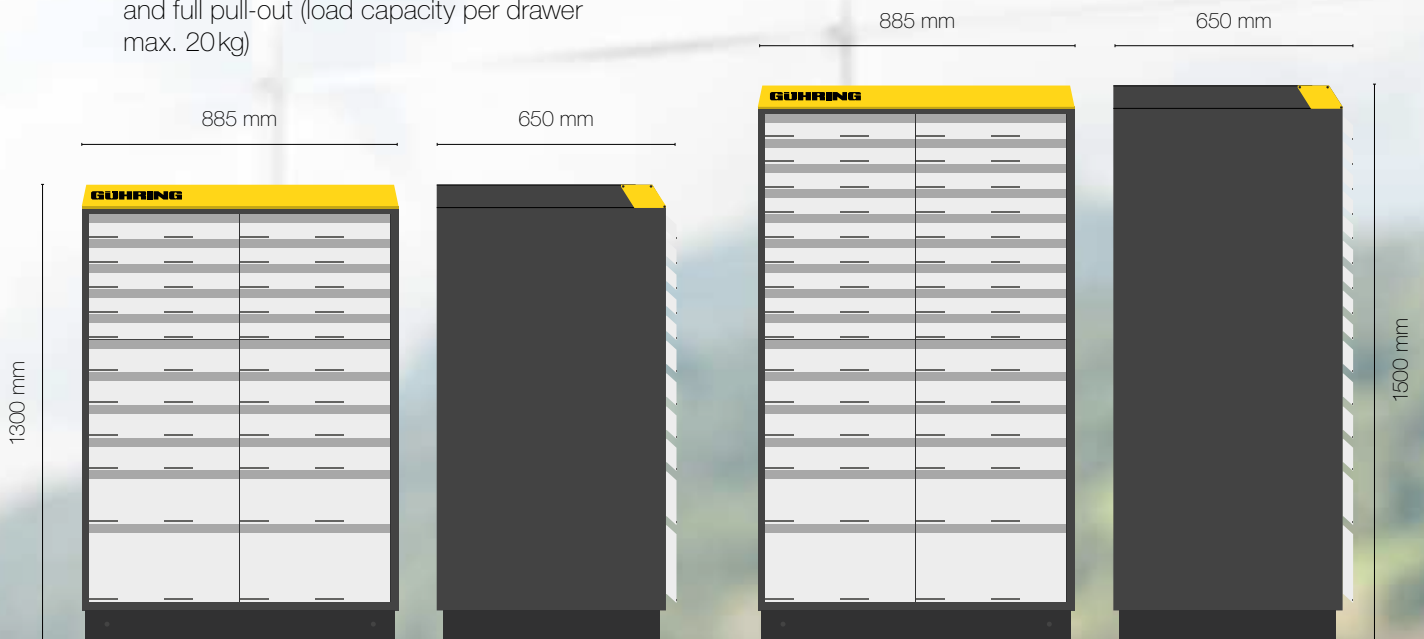 and full pull-out (load capacity per drawer
max. 20 kg)
885 mm
650 mm
885 mm
650 mm
GÜHRING
GÜHRING
1300 mm
1500 mm